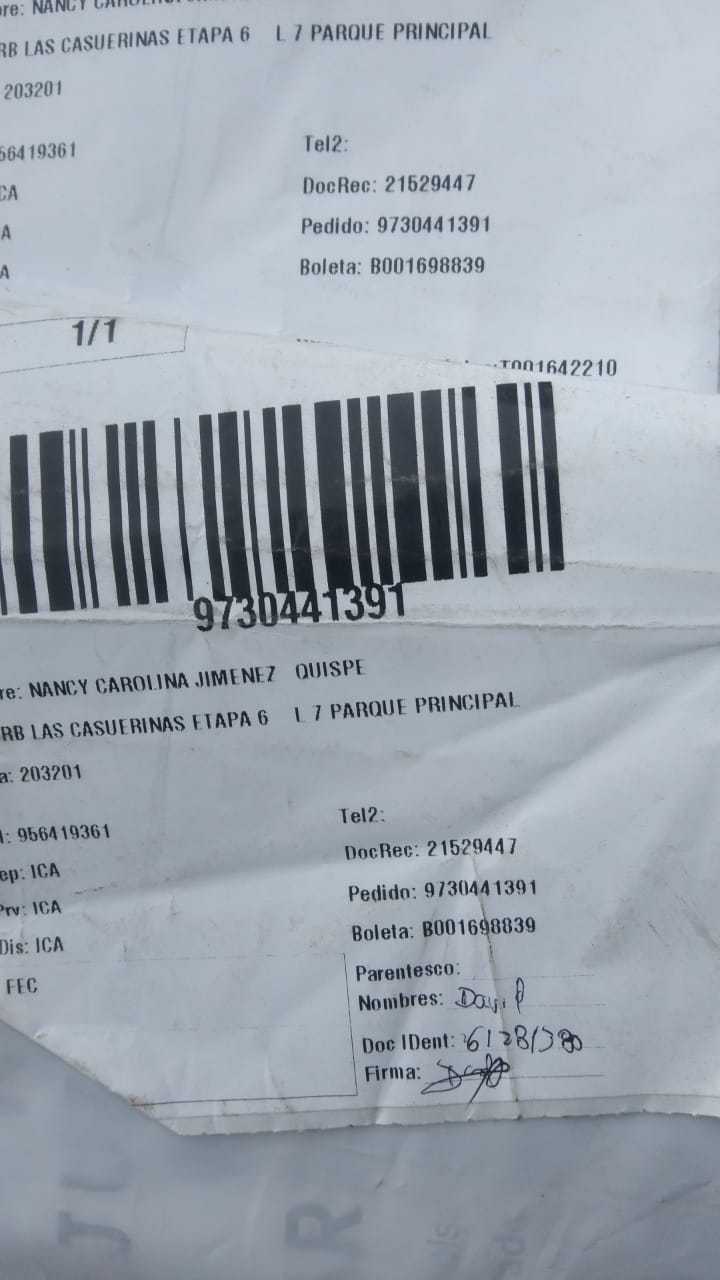 re: NANCY
RB LAS CASUERINAS ETAPA 6 L 7 PARQUE PRINCIPAL
203201
56419361
Tel2:
CA
DocRec: 21529447
A
Pedido: 9730441391
A
Boleta: B001698839
1/1
T001642210
9730441391
re: NANCY CAROLINA JIMENEZ QUISPE
RB LAS CASUERINAS ETAPA 6 L 7 PARQUE PRINCIPAL
a: 203201
l: 956419361
Tel2:
ep: ICA
DocRec: 21529447
Prv: ICA
Pedido: 9730441391
Dis: ICA
Boleta: B001698839
FEC
Parentesco:
Nombres:
Doc IDent:
Firma: